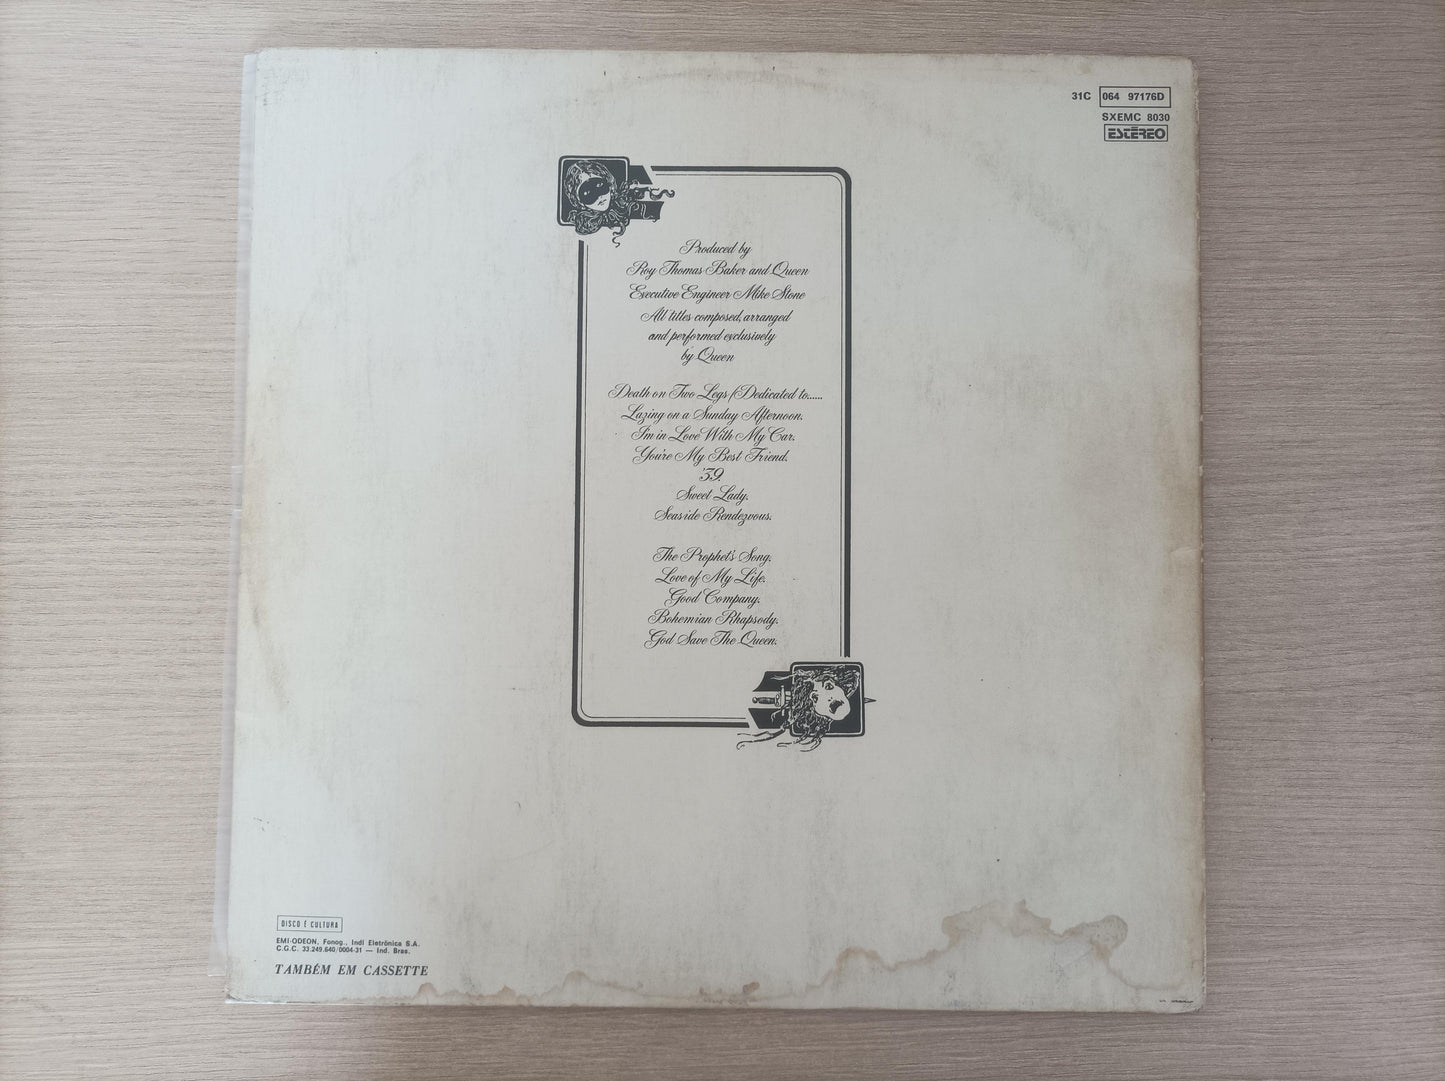 31C 064 97176D
SXEMC 8030
ESTÉREO
Produced by
Roy Thomas Baker and Queen
Executive Engineer Mike Stone
All titles composed, arranged
and performed exclusively
by Queen
Death on Two Legs (Dedicated to......
Lazing on a Sunday Afternoon.
I'm in Love With My Car.
You're My Best Friend.
'39.
Sweet Lady.
Seaside Rendezvous.
The Prophet's Song.
Love of My Life.
Good Company.
Bohemian Rhapsody.
God Save The Queen.
DISCO É CULTURA
EMI-ODEON, Fonog., Indl Eletrônica S.A.
C.G.C. 33.249.640/0004-31 — Ind. Bras.
TAMBÉM EM CASSETTE